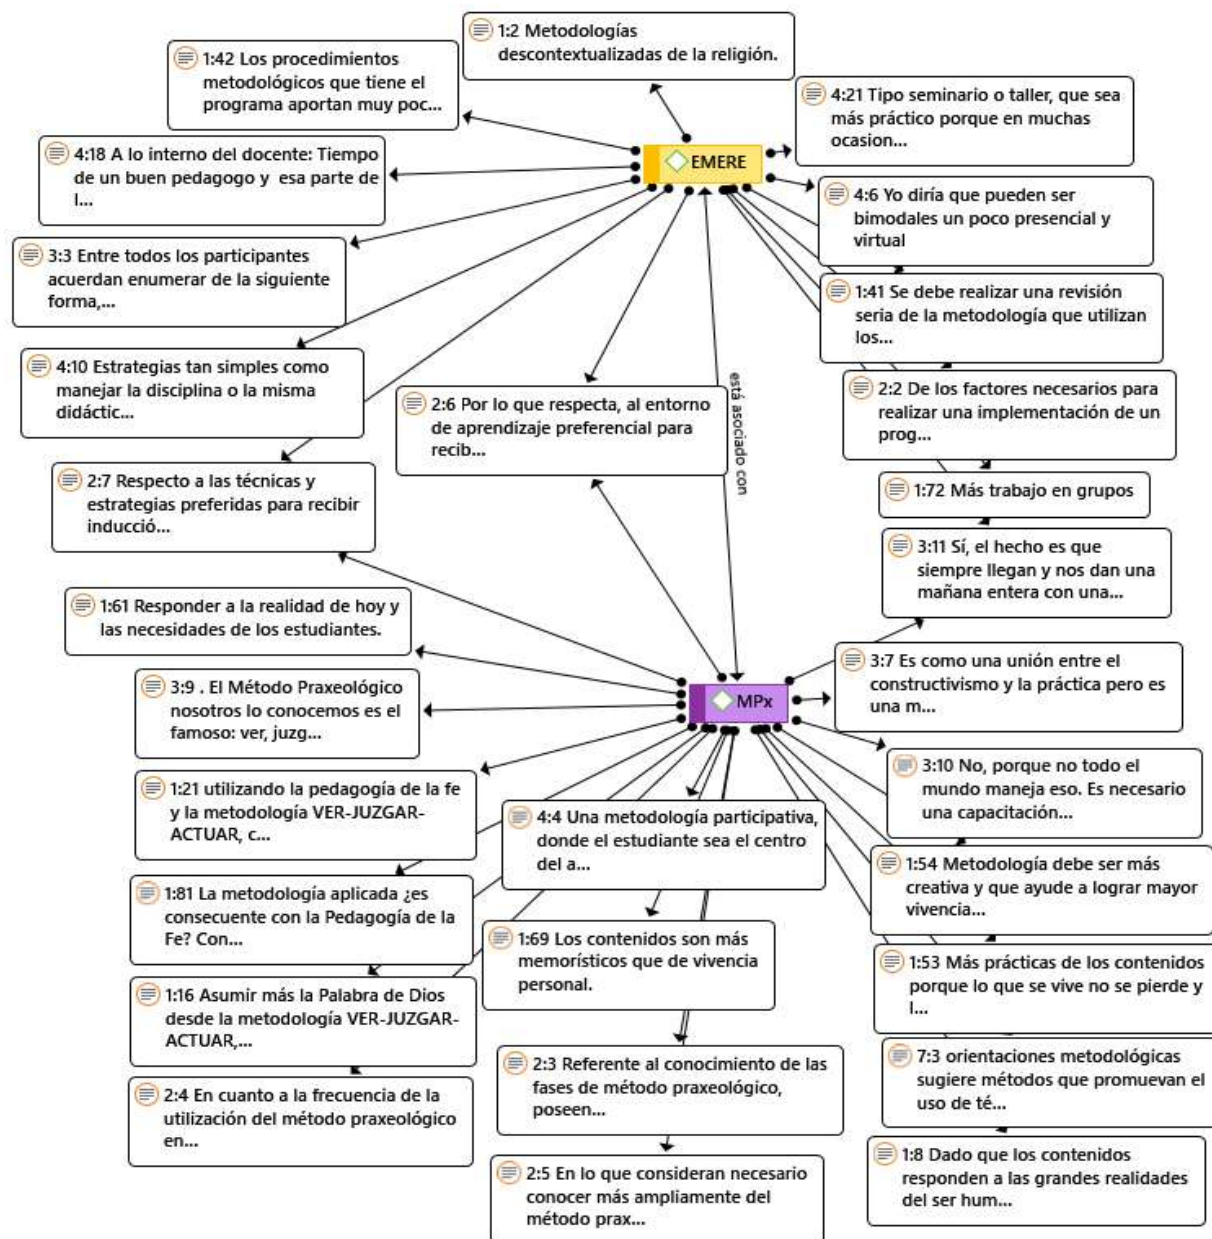 1:2 Metodologías
descontextualizadas de la religión.
1:42 Los procedimientos
metodológicos que tiene el
programa aportan muy poc...
4:21 Tipo seminario o taller, que sea
más práctico porque en muchas
ocasion...
EMERE
4:18 A lo interno del docente: Tiempo
de un buen pedagogo y esa parte de
l...
4:6 Yo diría que pueden ser
bimodales un poco presencial y
virtual
3:3 Entre todos los participantes
acuerdan enumerar de la siguiente
forma,...
1:41 Se debe realizar una revisión
seria de la metodología que utilizan
los...
4:10 Estrategias tan simples como
manejar la disciplina o la misma
didáctic...
2:6 Por lo que respecta, al entorno
de aprendizaje preferencial para
recib...
está asociado con
2:2 De los factores necesarios para
realizar una implementación de un
prog...
2:7 Respecto a las técnicas y
estrategias preferidas para recibir
inducció...
1:72 Más trabajo en grupos
3:11 Sí, el hecho es que
siempre llegan y nos dan una
mañana entera con una...
1:61 Responder a la realidad de hoy y
las necesidades de los estudiantes.
3:7 Es como una unión entre el
constructivismo y la práctica pero es
una m...
3:9 . El Método Praxeológico
nosotros lo conocemos es el
famoso: ver, juzg...
MPx
3:10 No, porque no todo el
mundo maneja eso. Es necesario
una capacitación...
1:21 utilizando la pedagogía de la fe
y la metodología VER-JUZGAR-
ACTUAR, c...
4:4 Una metodología participativa,
donde el estudiante sea el centro
del a...
1:54 Metodología debe ser más
creativa y que ayude a lograr mayor
vivencia...
1:81 La metodología aplicada ¿es
consecuente con la Pedagogía de la
Fe? Con...
1:69 Los contenidos son más
memorísticos que de vivencia
personal.
1:53 Más prácticas de los contenidos
porque lo que se vive no se pierde y
l...
1:16 Asumir más la Palabra de Dios
desde la metodología VER-JUZGAR-
ACTUAR,...
2:3 Referente al conocimiento de las
fases de método praxeológico,
poseen...
7:3 orientaciones metodológicas
sugiere métodos que promuevan el
uso de té...
2:4 En cuanto a la frecuencia de la
utilización del método praxeológico
en...
2:5 En lo que consideran necesario
conocer más ampliamente del
método prax...
1:8 Dado que los contenidos
responden a las grandes realidades
del ser hum...